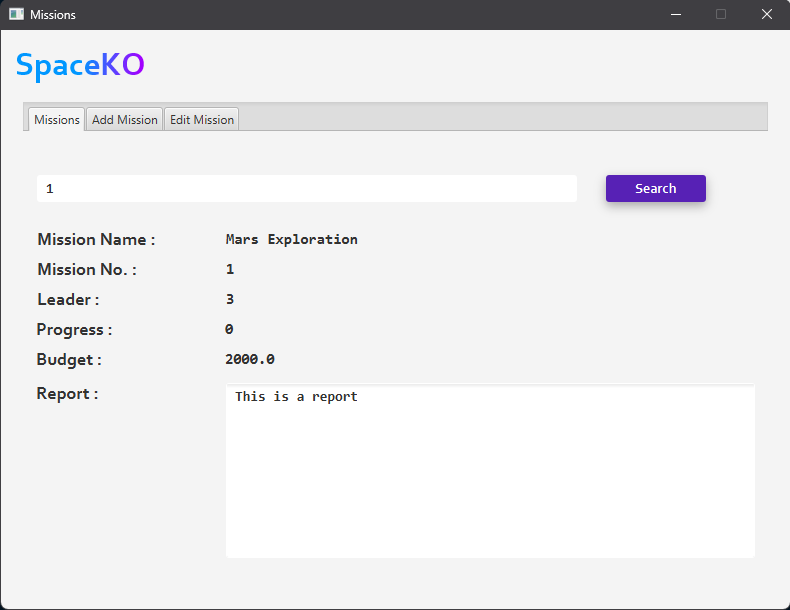 Missions
SpaceKO
Missions Add Mission Edit Mission
1 Search
Mission Name : Mars Exploration
Mission No. : 1
Leader : 3
Progress : 0
Budget : 2000.0
Report : This is a report